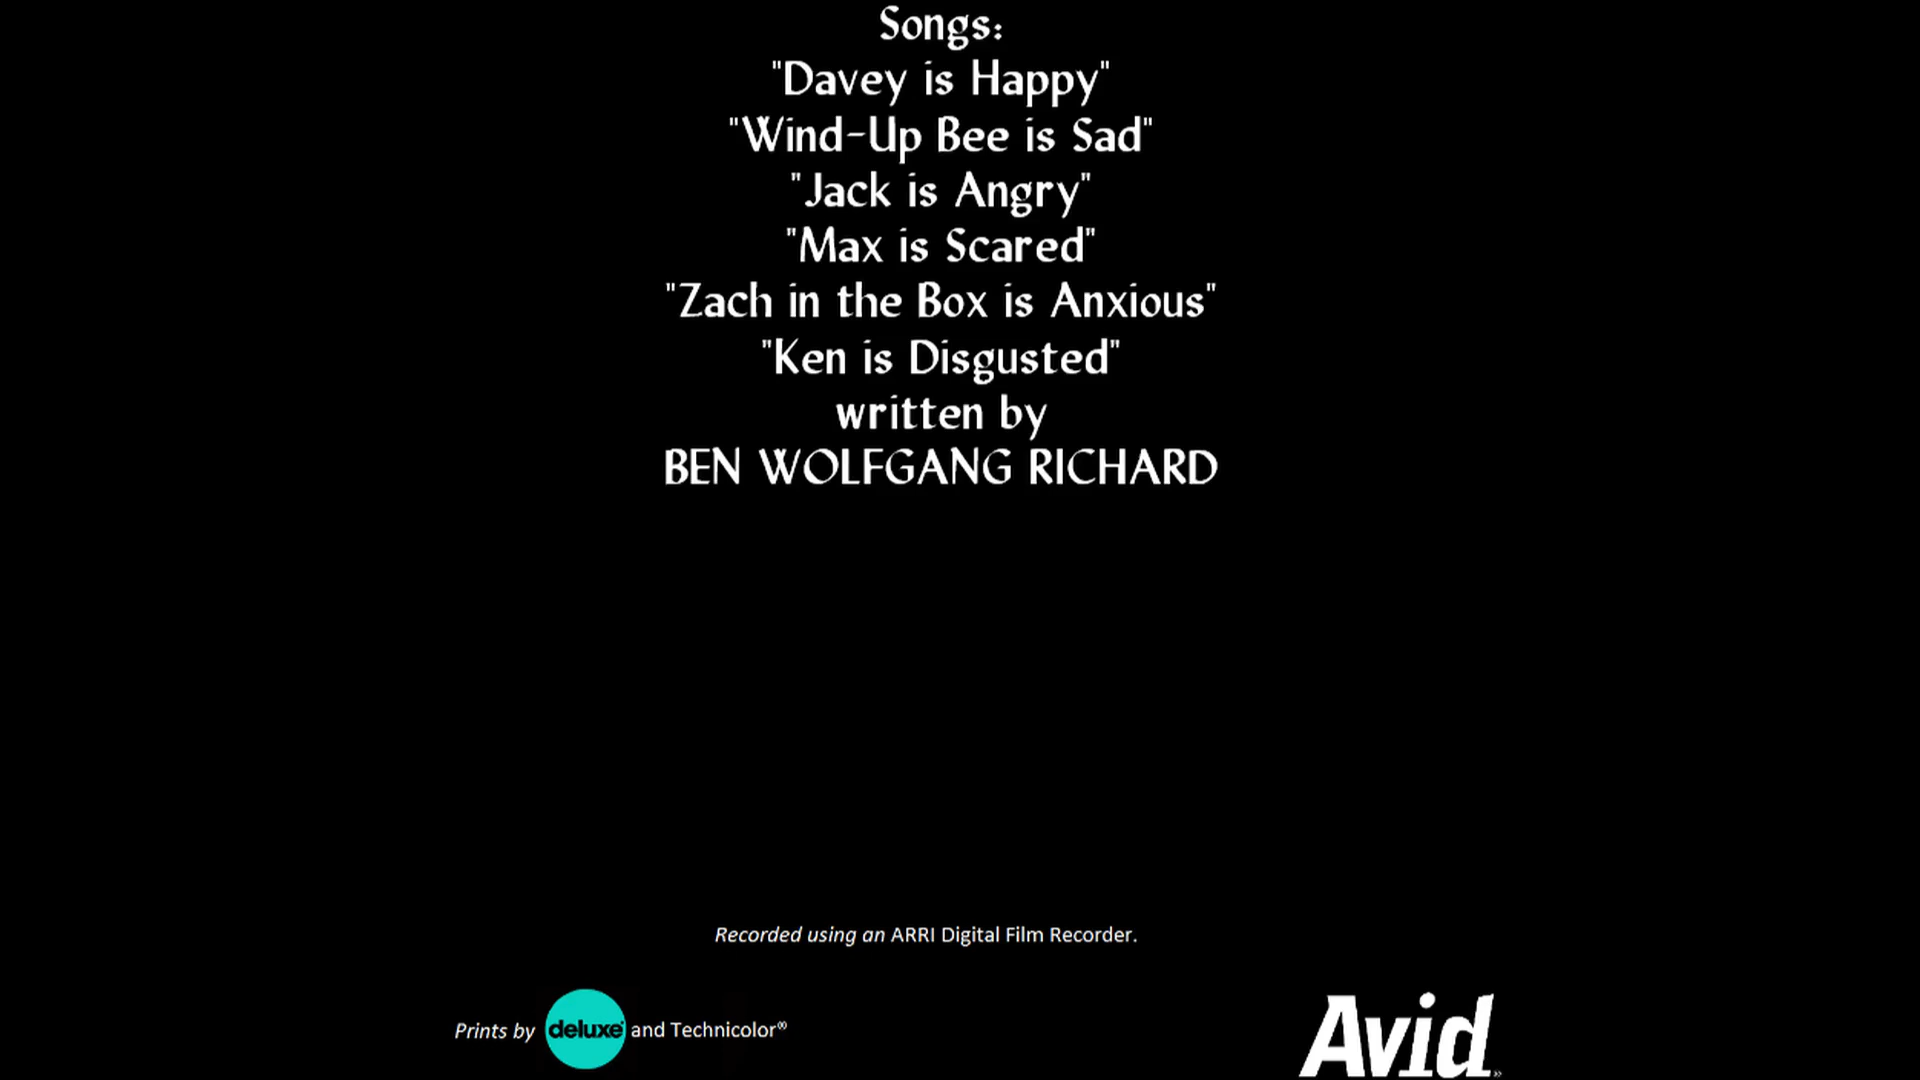 Songs:
"Davey is Happy"
"Wind-Up Bee is Sad"
"Jack is Angry"
"Max is Scared"
"Zach in the Box is Anxious"
"Ken is Disgusted"
written by
BEN WOLFGANG RICHARD
Recorded using an ARRI Digital Film Recorder.
Prints by deluxe and Technicolor®
Avid